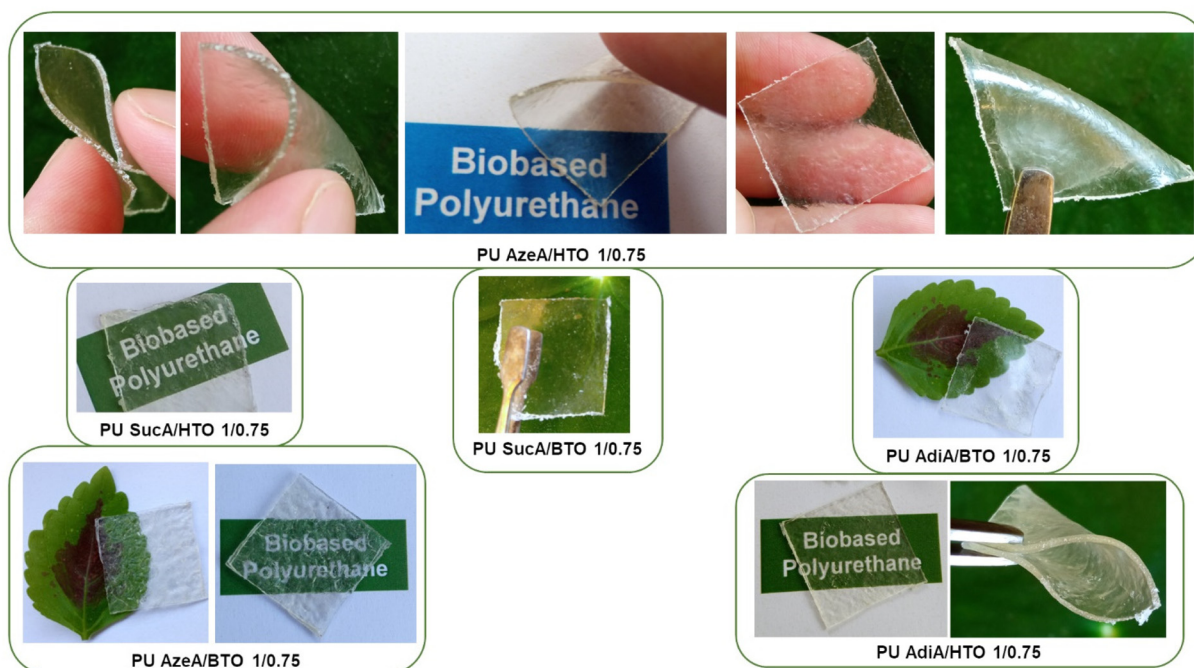 Biobased
Polyurethane
PU AzeA/HTO 1/0.75
Biobased
Polyurethane
PU SucA/HTO 1/0.75
PU SucA/BTO 1/0.75
PU AdiA/BTO 1/0.75
Biobased
Polyurethane
PU AzeA/BTO 1/0.75
Biobased
Polyurethane
PU AdiA/HTO 1/0.75